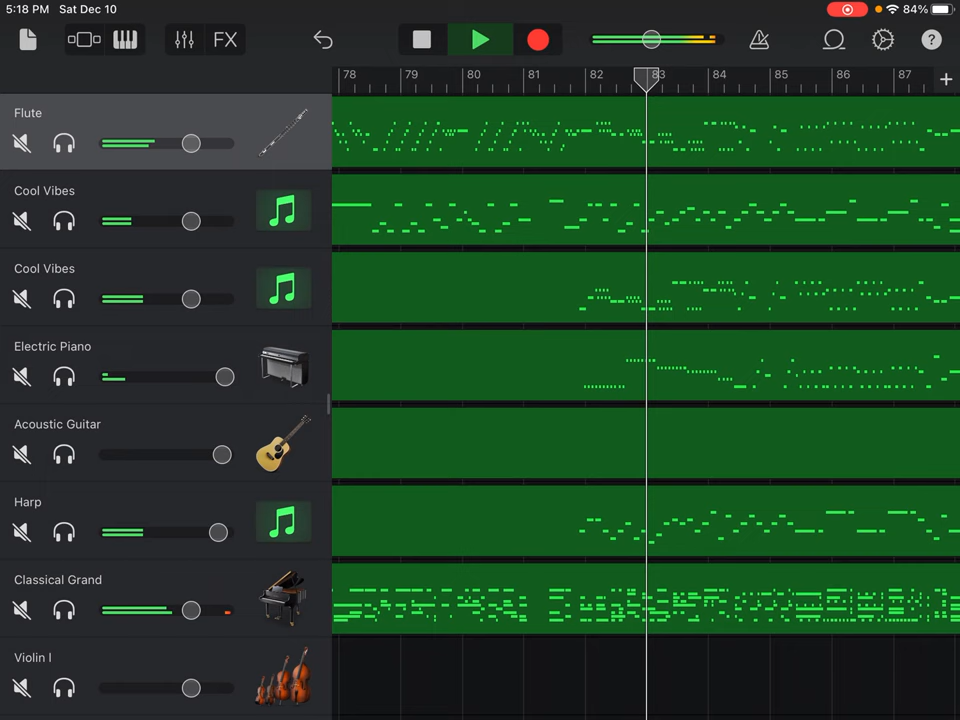 5:18 PM Sat Dec 10
84%
FX
?
78 79 80 81 82 83 84 85 86 87 +
Flute
Cool Vibes
Cool Vibes
Electric Piano
Acoustic Guitar
Harp
Classical Grand
Violin I